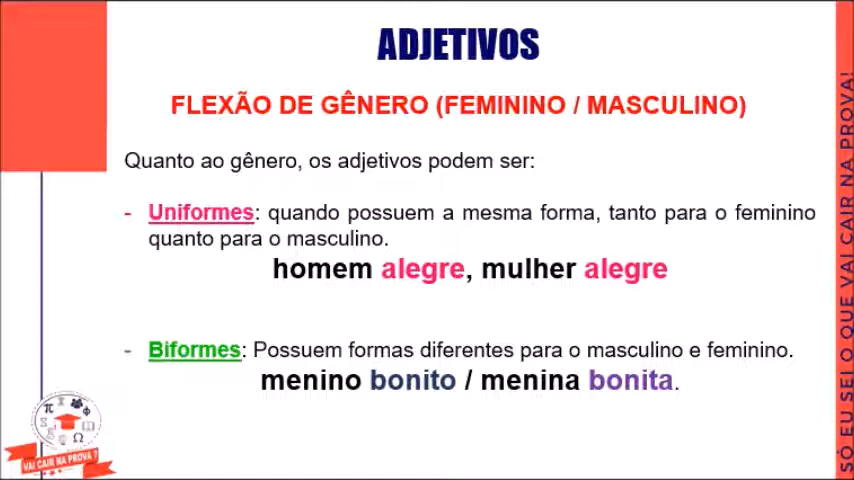 ADJETIVOS
FLEXÃO DE GÊNERO (FEMININO / MASCULINO)
Quanto ao gênero, os adjetivos podem ser:
- Uniformes: quando possuem a mesma forma, tanto para o feminino
quanto para o masculino.
homem alegre, mulher alegre
- Biformes: Possuem formas diferentes para o masculino e feminino.
menino bonito / menina bonita.
VAI CAIR NA PROVA ?
SÓ EU SEI O QUE VAI CAIR NA PROVA!